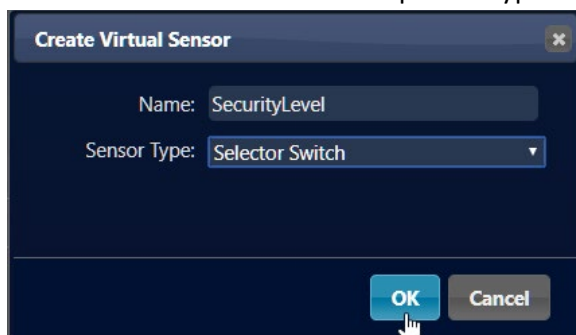 Create Virtual Sensor
Name: SecurityLevel
Sensor Type: Selector Switch
OK Cancel